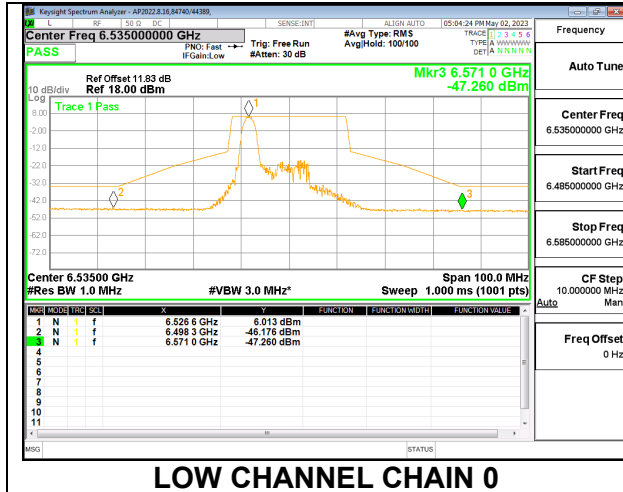 Keysight Spectrum Analyzer - AP2022.8.16,84740/44389,
L RF 50 Ω DC SENSE:INT ALIGN AUTO 05:04:24 PM May 02, 2023
Center Freq 6.535000000 GHz
PASS
PNO: Fast
IFGain:Low
Trig: Free Run
#Atten: 30 dB
#Avg Type: RMS
Avg|Hold: 100/100
TRACE 1 2 3 4 5 6
TYPE A WWWWW
DET A N N N N N
Frequency
Auto Tune
Center Freq
6.535000000 GHz
Start Freq
6.485000000 GHz
Stop Freq
6.585000000 GHz
CF Step
10.000000 MHz
Auto Man
Freq Offset
0 Hz
Ref Offset 11.83 dB
10 dB/div Ref 18.00 dBm
Mkr3 6.571 0 GHz
-47.260 dBm
Log
Trace 1 Pass
8.00
-2.00
-12.0
-22.0
-32.0
-42.0
-52.0
-62.0
-72.0
1
2
3
Center 6.53500 GHz Span 100.0 MHz
#Res BW 1.0 MHz #VBW 3.0 MHz* Sweep 1.000 ms (1001 pts)
MKR MODE TRC SCL X Y FUNCTION FUNCTION WIDTH FUNCTION VALUE
1 N 1 f 6.526 6 GHz 6.013 dBm
2 N 1 f 6.498 3 GHz -46.176 dBm
3 N 1 f 6.571 0 GHz -47.260 dBm
4
5
6
7
8
9
10
11
MSG STATUS
LOW CHANNEL CHAIN 0